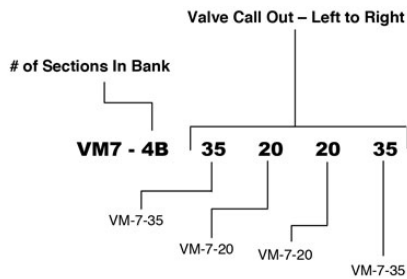 Valve Call Out – Left to Right
# of Sections In Bank
VM7 - 4B 35 20 20 35
VM-7-35
VM-7-20
VM-7-20
VM-7-35